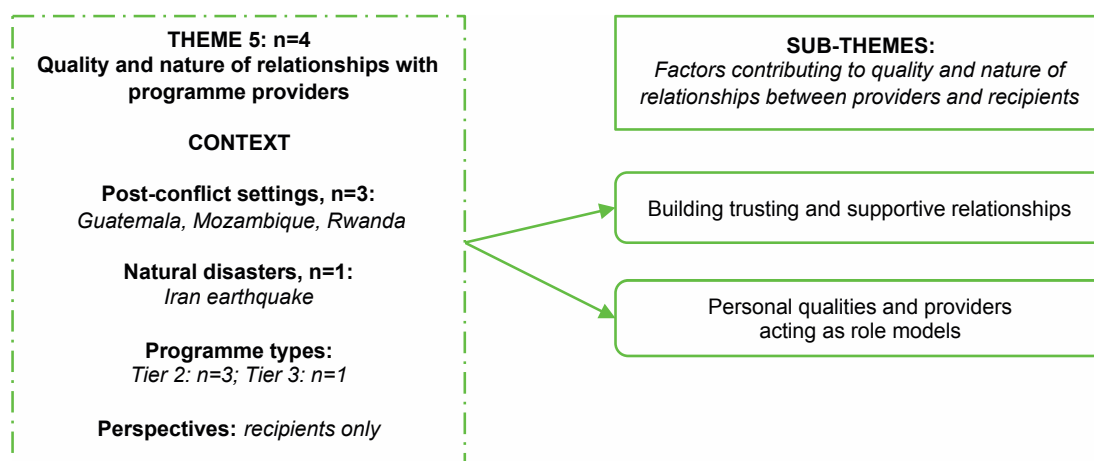 THEME 5: n=4
Quality and nature of relationships with
programme providers
CONTEXT
Post-conflict settings, n=3:
Guatemala, Mozambique, Rwanda
Natural disasters, n=1:
Iran earthquake
Programme types:
Tier 2: n=3; Tier 3: n=1
Perspectives: recipients only
SUB-THEMES:
Factors contributing to quality and nature of
relationships between providers and recipients
Building trusting and supportive relationships
Personal qualities and providers
acting as role models